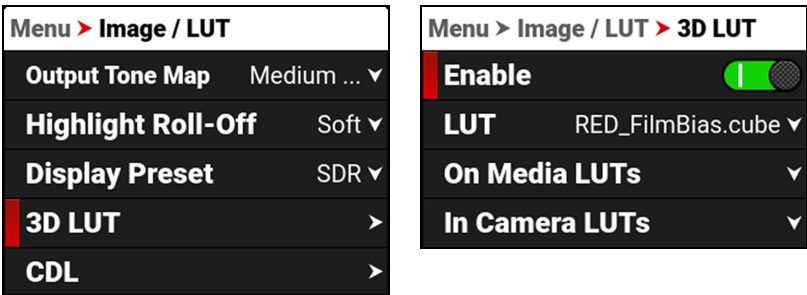 Menu > Image / LUT
Output Tone Map Medium ...
Highlight Roll-Off Soft
Display Preset SDR
3D LUT
CDL
Menu > Image / LUT > 3D LUT
Enable
LUT RED_FilmBias.cube
On Media LUTs
In Camera LUTs